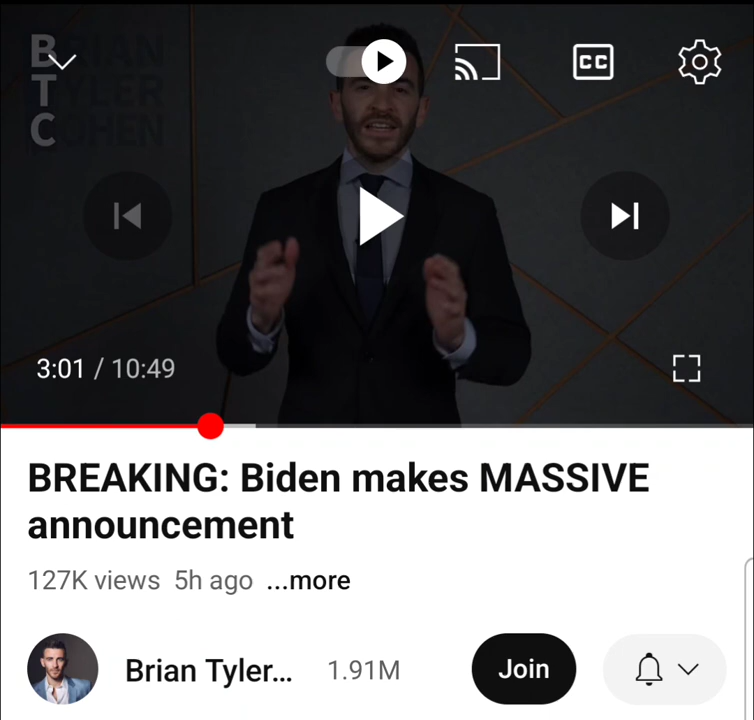 BRIAN
TYLER
COHEN
CC
3:01 / 10:49
BREAKING: Biden makes MASSIVE
announcement
127K views 5h ago ...more
Brian Tyler... 1.91M Join